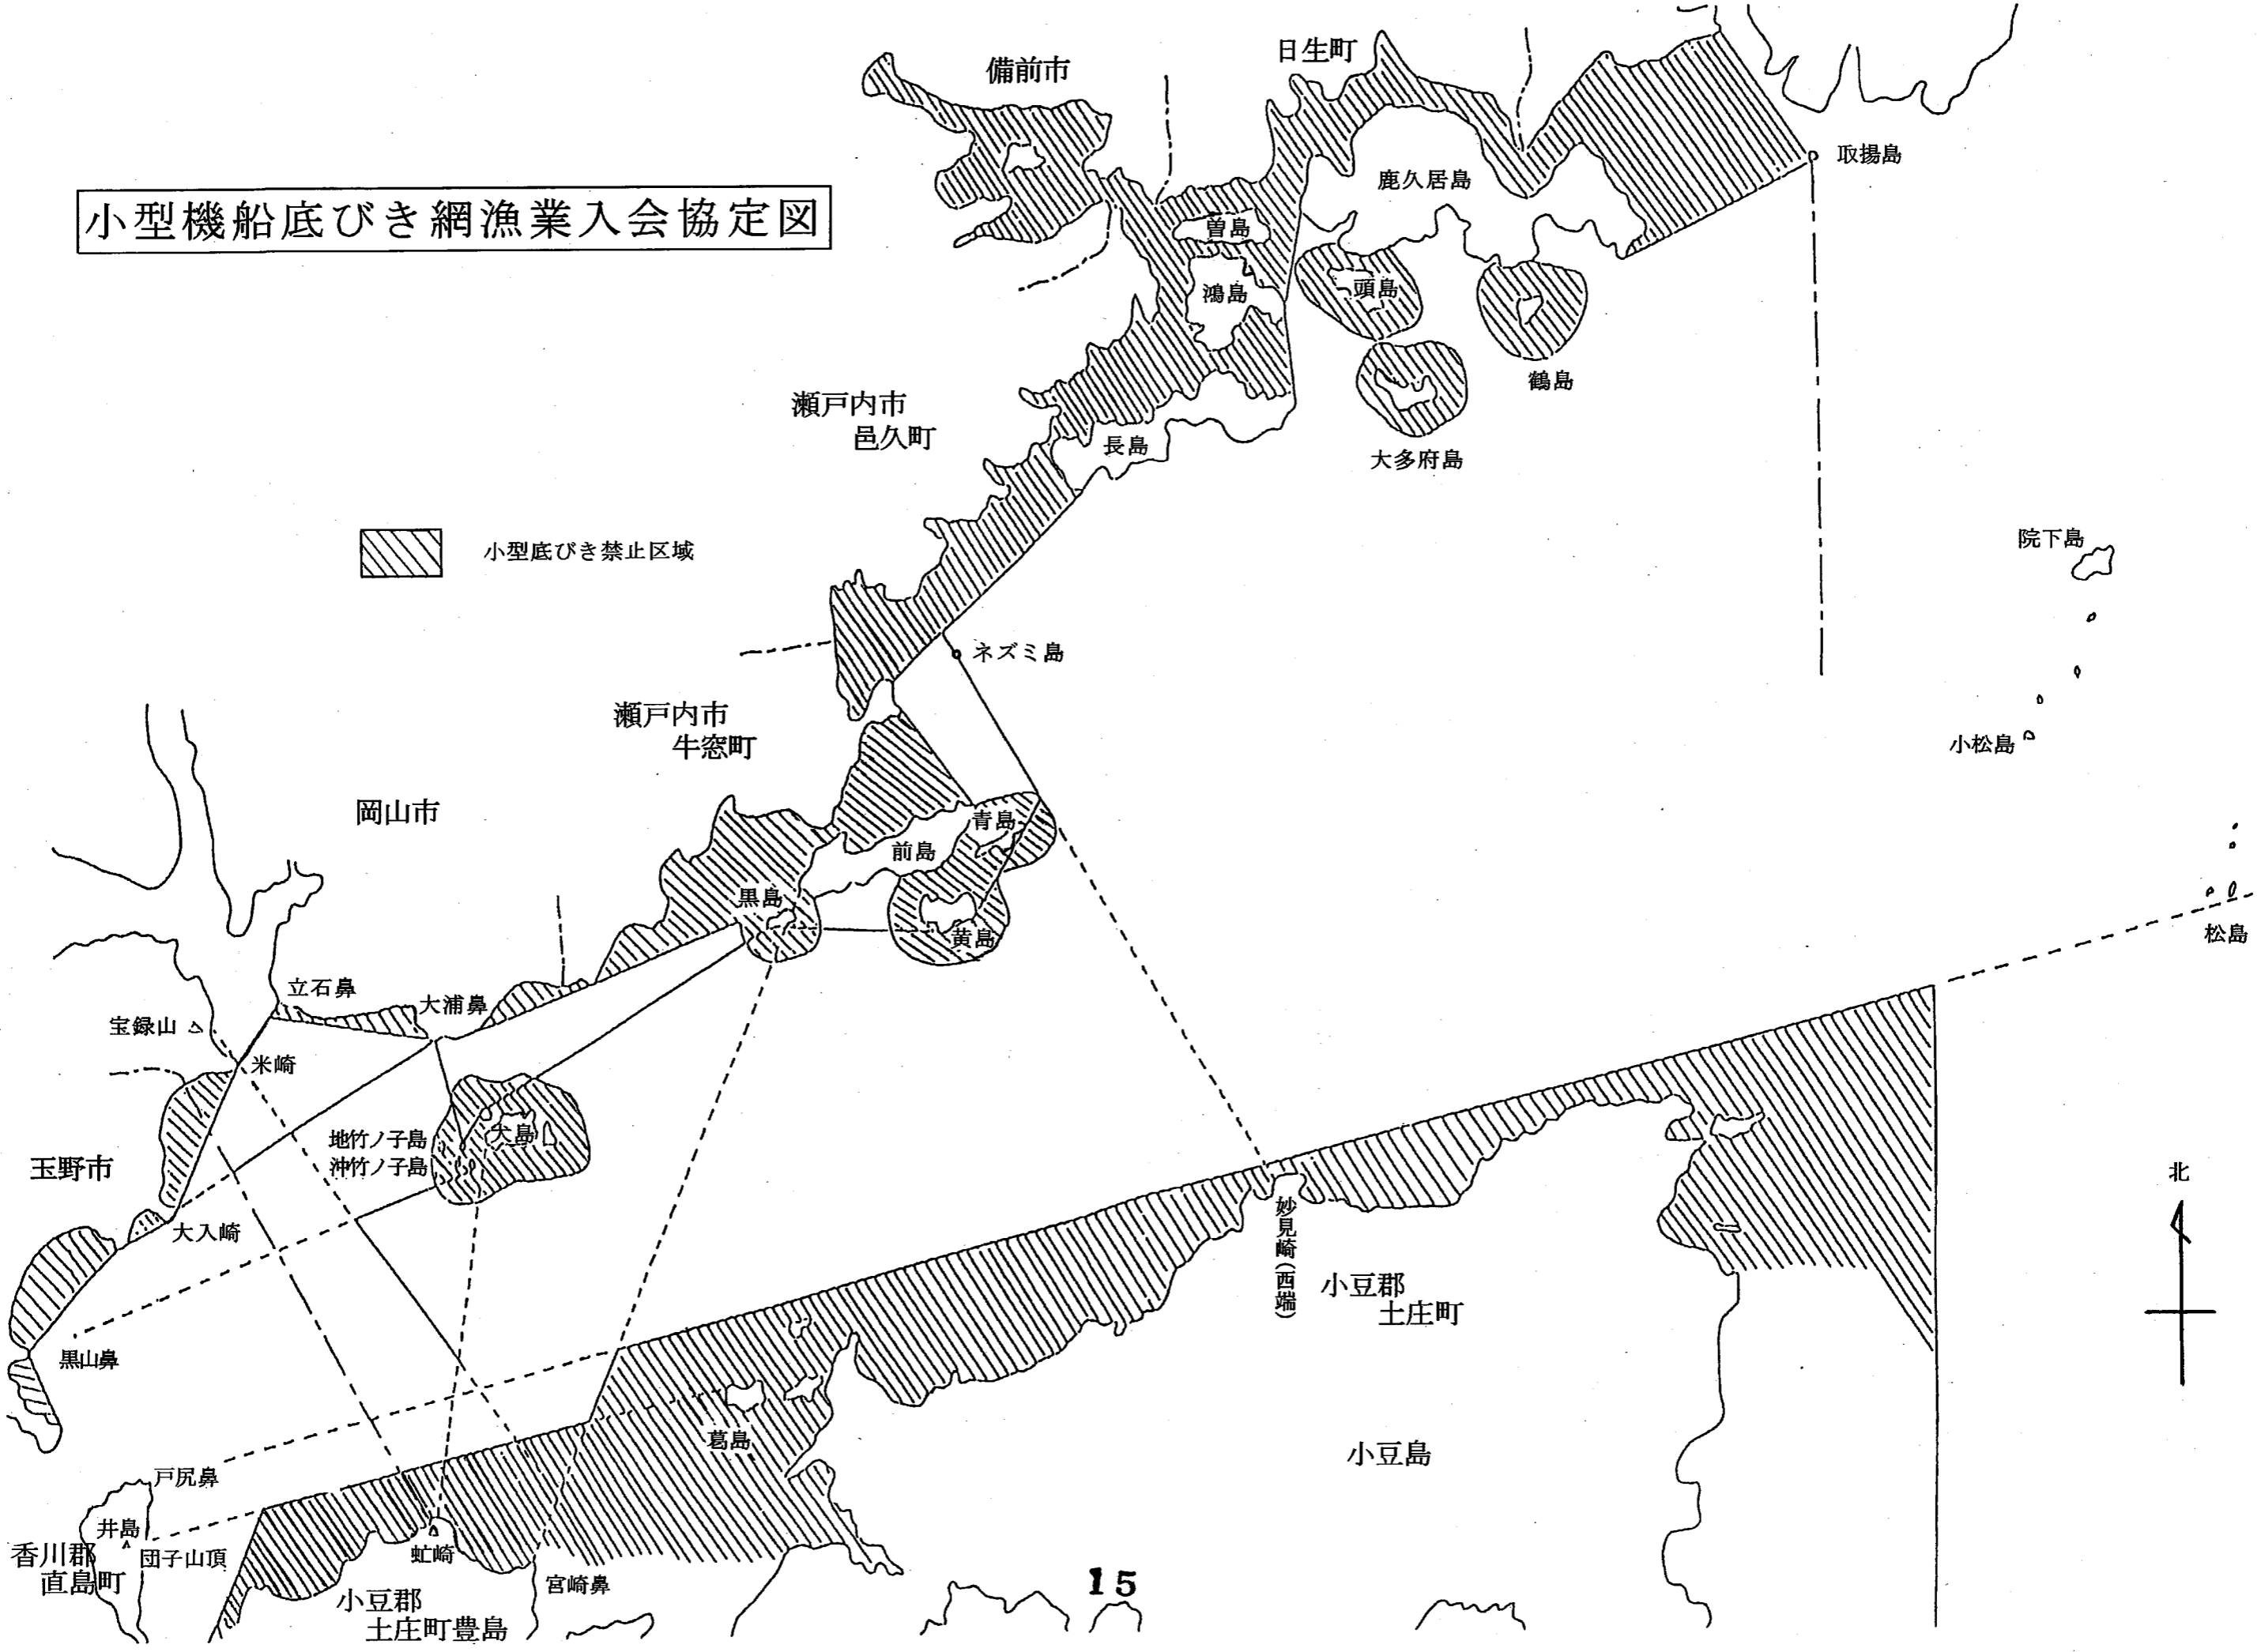 小型機船底びき網漁業入会協定図
備前市
日生町
取揚島
鹿久居島
曽島
頭島
鴻島
鶴島
瀬戸内市
邑久町
長島
大多府島
小型底びき禁止区域
院下島
ネズミ島
小松島
瀬戸内市
牛窓町
岡山市
青島
前島
黒島
黄島
松島
立石鼻
大浦鼻
宝録山
米崎
地竹ノ子島
沖竹ノ子島
犬島
玉野市
大入崎
北
妙見崎(西端)
小豆郡
土庄町
黒山鼻
葛島
小豆島
戸尻鼻
井島
団子山頂
香川郡
直島町
虻崎
宮崎鼻
小豆郡
土庄町豊島
15